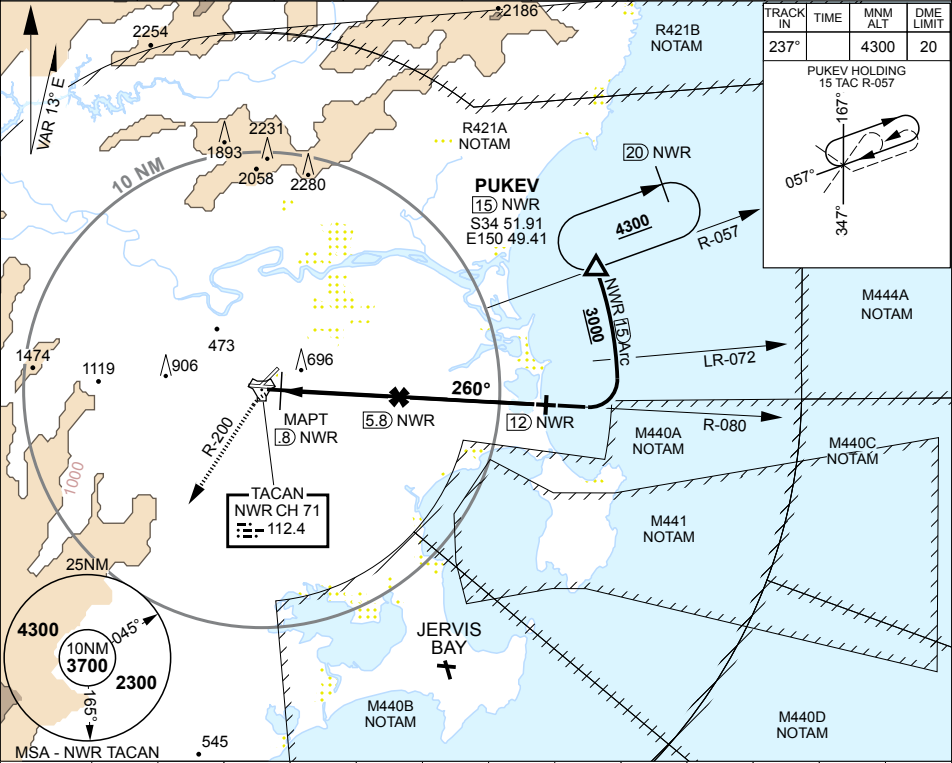 2186
2254
R421B
NOTAM
TRACK IN
TIME
MNM ALT
DME LIMIT
237°
4300
20
PUKEV HOLDING
15 TAC R-057
167°
057°
347°
VAR 13° E
2231
1893
2058
2280
10 NM
R421A
NOTAM
20 NWR
PUKEV
15 NWR
S34 51.91
E150 49.41
4300
R-057
NWR 15 Arc
3000
M444A
NOTAM
473
1474
1119
906
696
LR-072
260°
MAPT
.8 NWR
5.8 NWR
12 NWR
R-080
R-200
M440A
NOTAM
M440C
NOTAM
1000
TACAN
NWR CH 71
112.4
M441
NOTAM
25NM
4300
10NM
3700
045°
2300
165°
MSA - NWR TACAN
JERVIS
BAY
M440B
NOTAM
M440D
NOTAM
545